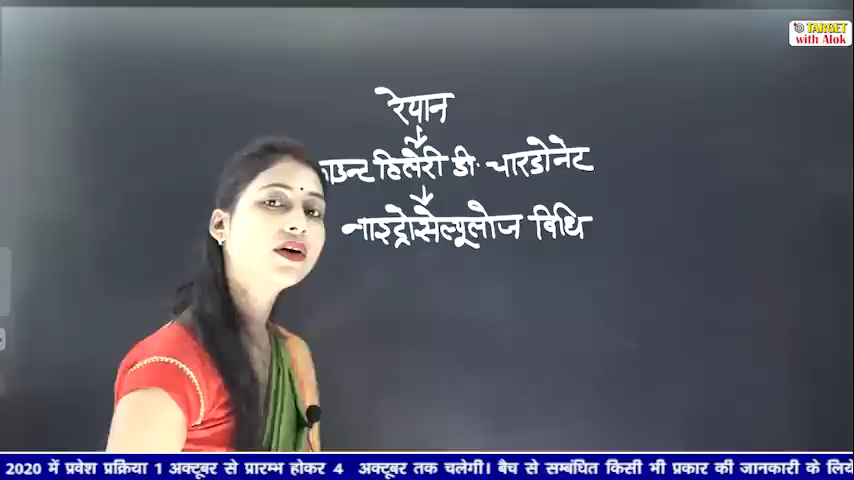 TARGET
with Alok
रेयान
काउन्ट हिलैरी डी. चारडोनेट
नाइट्रोसेल्यूलोज विधि
2020 में प्रवेश प्रक्रिया 1 अक्टूबर से प्रारम्भ होकर 4 अक्टूबर तक चलेगी। बैच से सम्बंधित किसी भी प्रकार की जानकारी के लिये